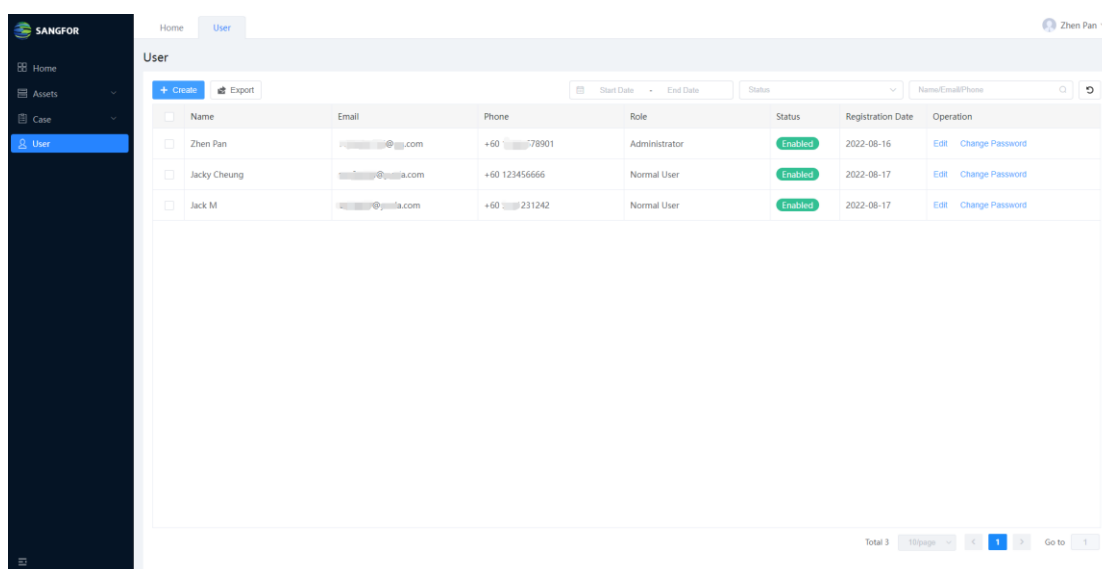 SANGFOR
Home User
Zhen Pan
Home
Assets
Case
User
User
+ Create Export
Start Date - End Date Status Name/Email/Phone
Name Email Phone Role Status Registration Date Operation
Zhen Pan @ .com +60 78901 Administrator Enabled 2022-08-16 Edit Change Password
Jacky Cheung @ a.com +60 123456666 Normal User Enabled 2022-08-17 Edit Change Password
Jack M @ a.com +60 231242 Normal User Enabled 2022-08-17 Edit Change Password
Total 3 10/page < 1 > Go to 1